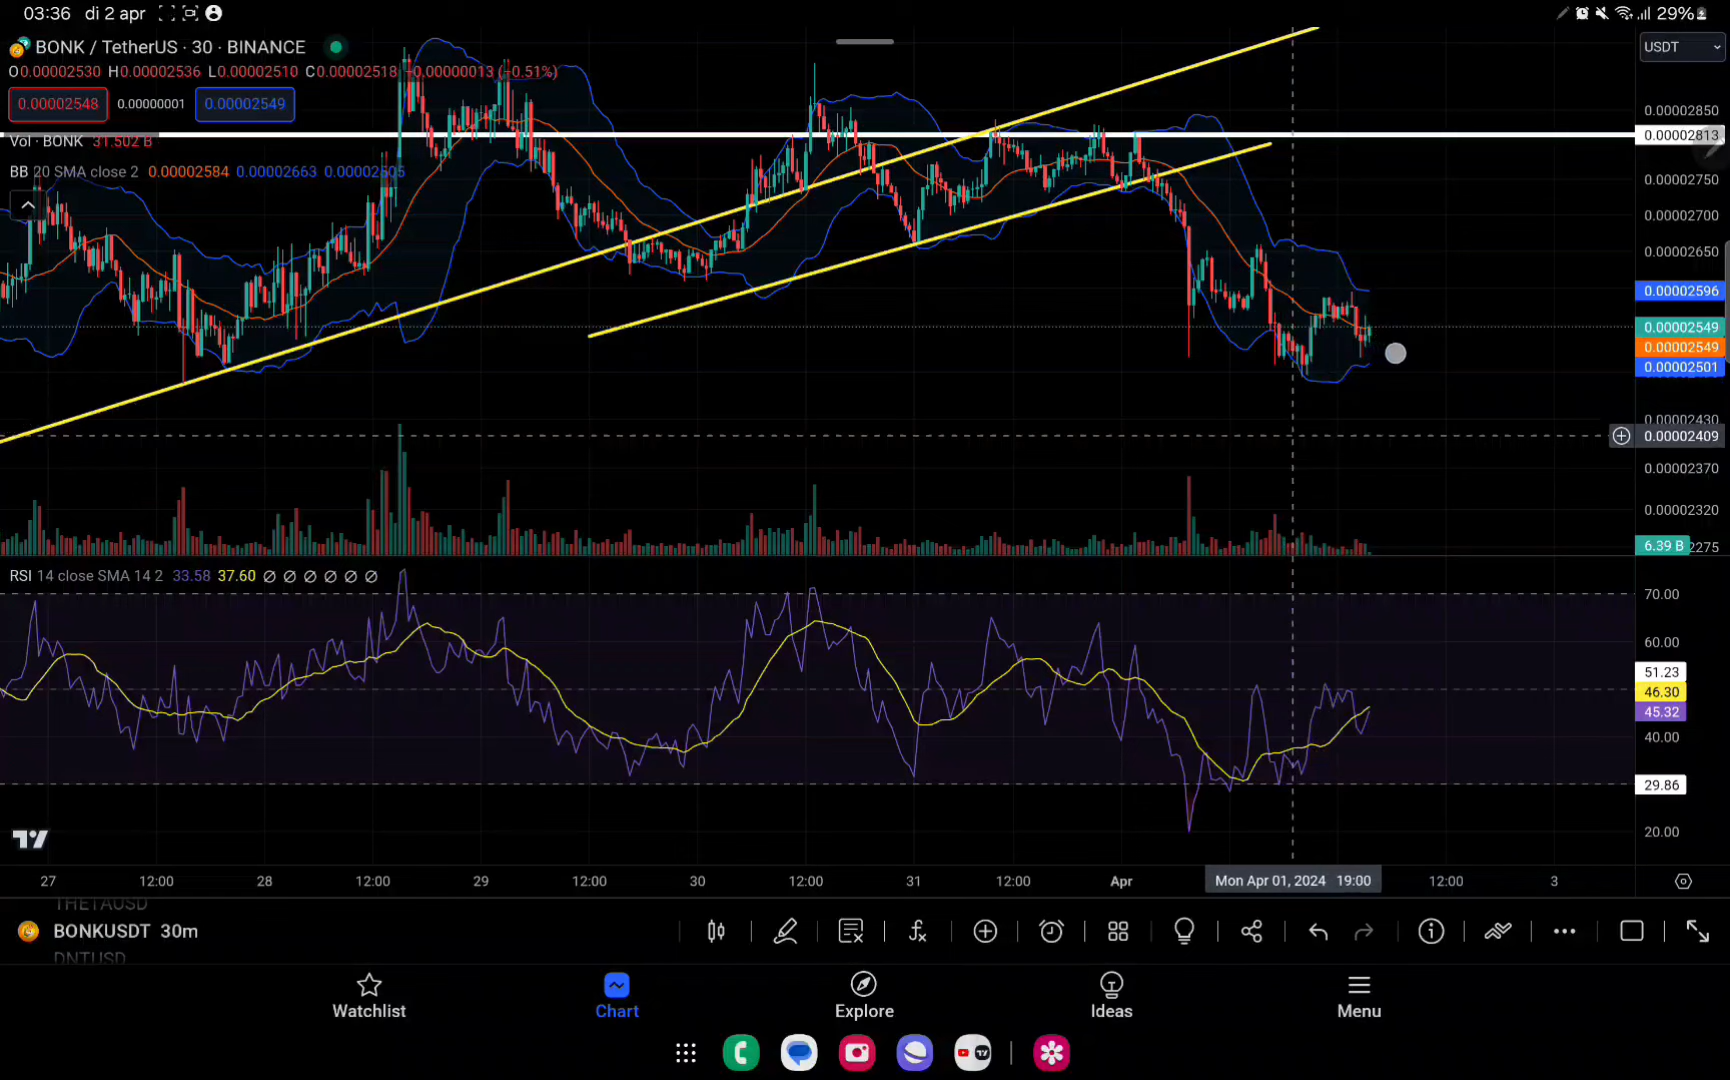 03:36 di 2 apr
29%
BONK / TetherUS · 30 · BINANCE
USDT
O0.00002530 H0.00002536 L0.00002510 C0.00002518 −0.00000013 (−0.51%)
0.00002548 0.00000001 0.00002549
Vol · BONK 31.502 B
BB 20 SMA close 2 0.00002584 0.00002663 0.00002505
0.00002850
0.00002813
0.00002750
0.00002700
0.00002650
0.00002596
0.00002549
0.00002549
0.00002501
0.00002430
0.00002409
0.00002370
0.00002320
6.39 B 2275
RSI 14 close SMA 14 2 33.58 37.60 ∅ ∅ ∅ ∅ ∅ ∅
70.00
60.00
51.23
46.30
45.32
40.00
29.86
20.00
27 12:00 28 12:00 29 12:00 30 12:00 31 12:00 Apr Mon Apr 01, 2024 19:00 12:00 3
THETAUSD
BONKUSDT 30m
DNTUSD
Watchlist Chart Explore Ideas Menu